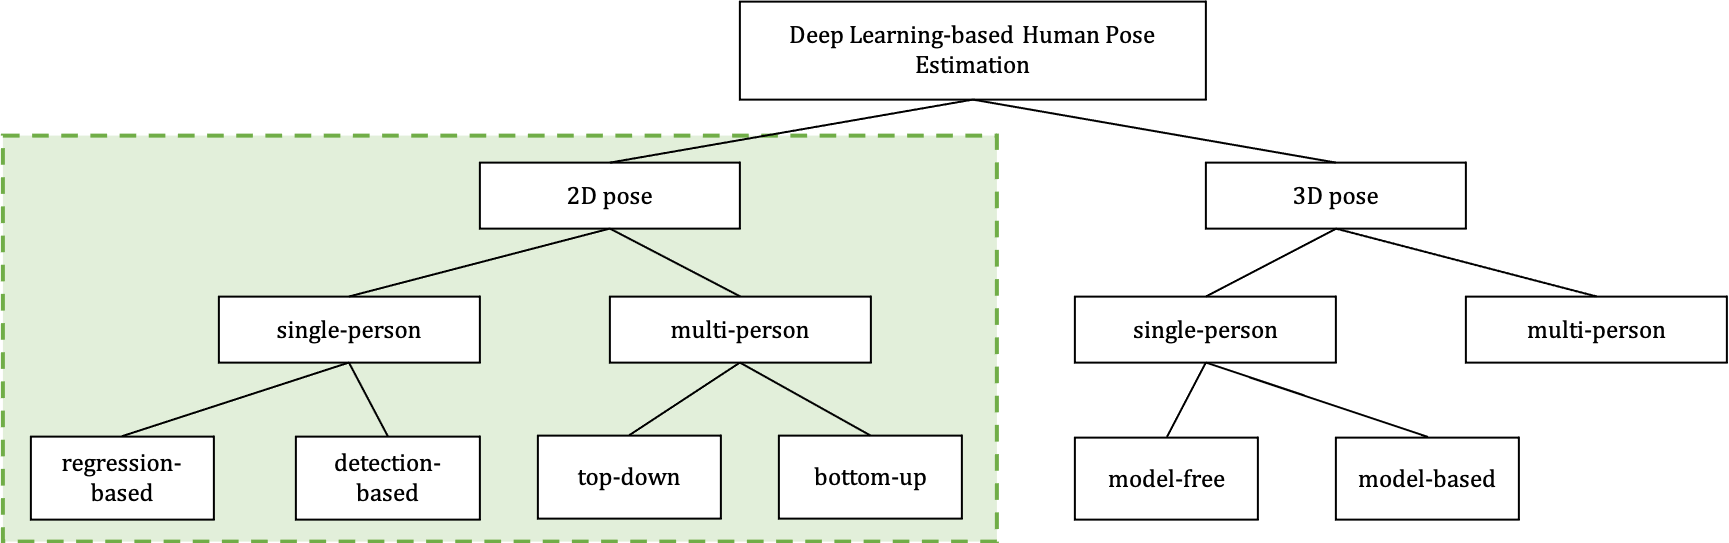 Deep Learning-based Human Pose
Estimation
2D pose
3D pose
single-person
multi-person
single-person
multi-person
regression-
based
detection-
based
top-down
bottom-up
model-free
model-based